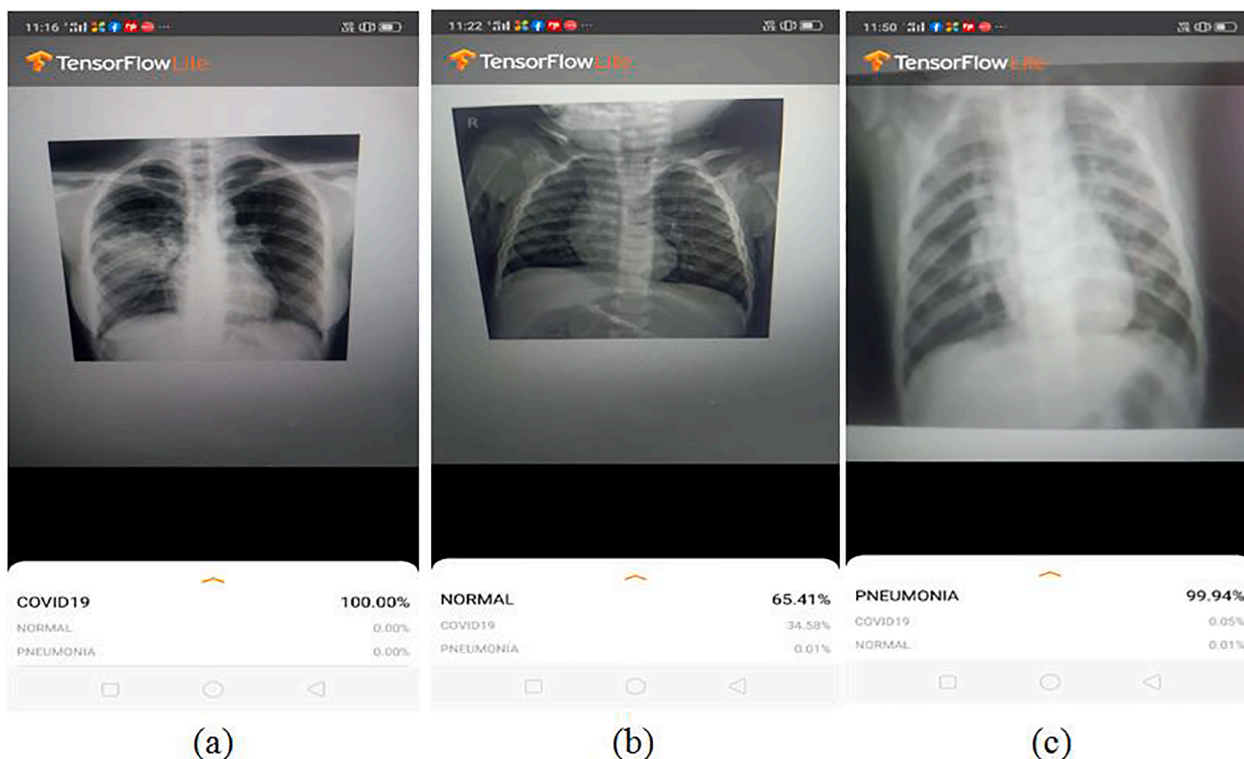 11:16
TensorFlow Lite
COVID19 100.00%
NORMAL 0.00%
PNEUMONIA 0.00%
(a)
11:22
TensorFlow Lite
R
NORMAL 65.41%
COVID19 34.58%
PNEUMONIA 0.01%
(b)
11:50
TensorFlow Lite
PNEUMONIA 99.94%
COVID19 0.05%
NORMAL 0.01%
(c)